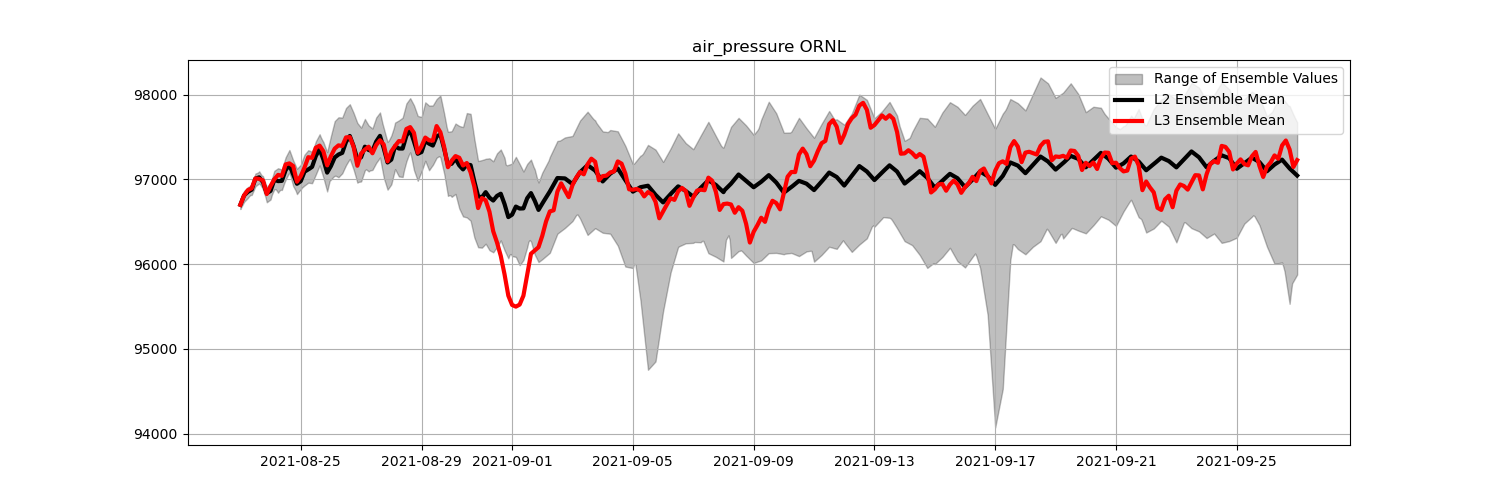 air_pressure ORNL
98000
97000
96000
95000
94000
Range of Ensemble Values
L2 Ensemble Mean
L3 Ensemble Mean
2021-08-25 2021-08-29 2021-09-01 2021-09-05 2021-09-09 2021-09-13 2021-09-17 2021-09-21 2021-09-25